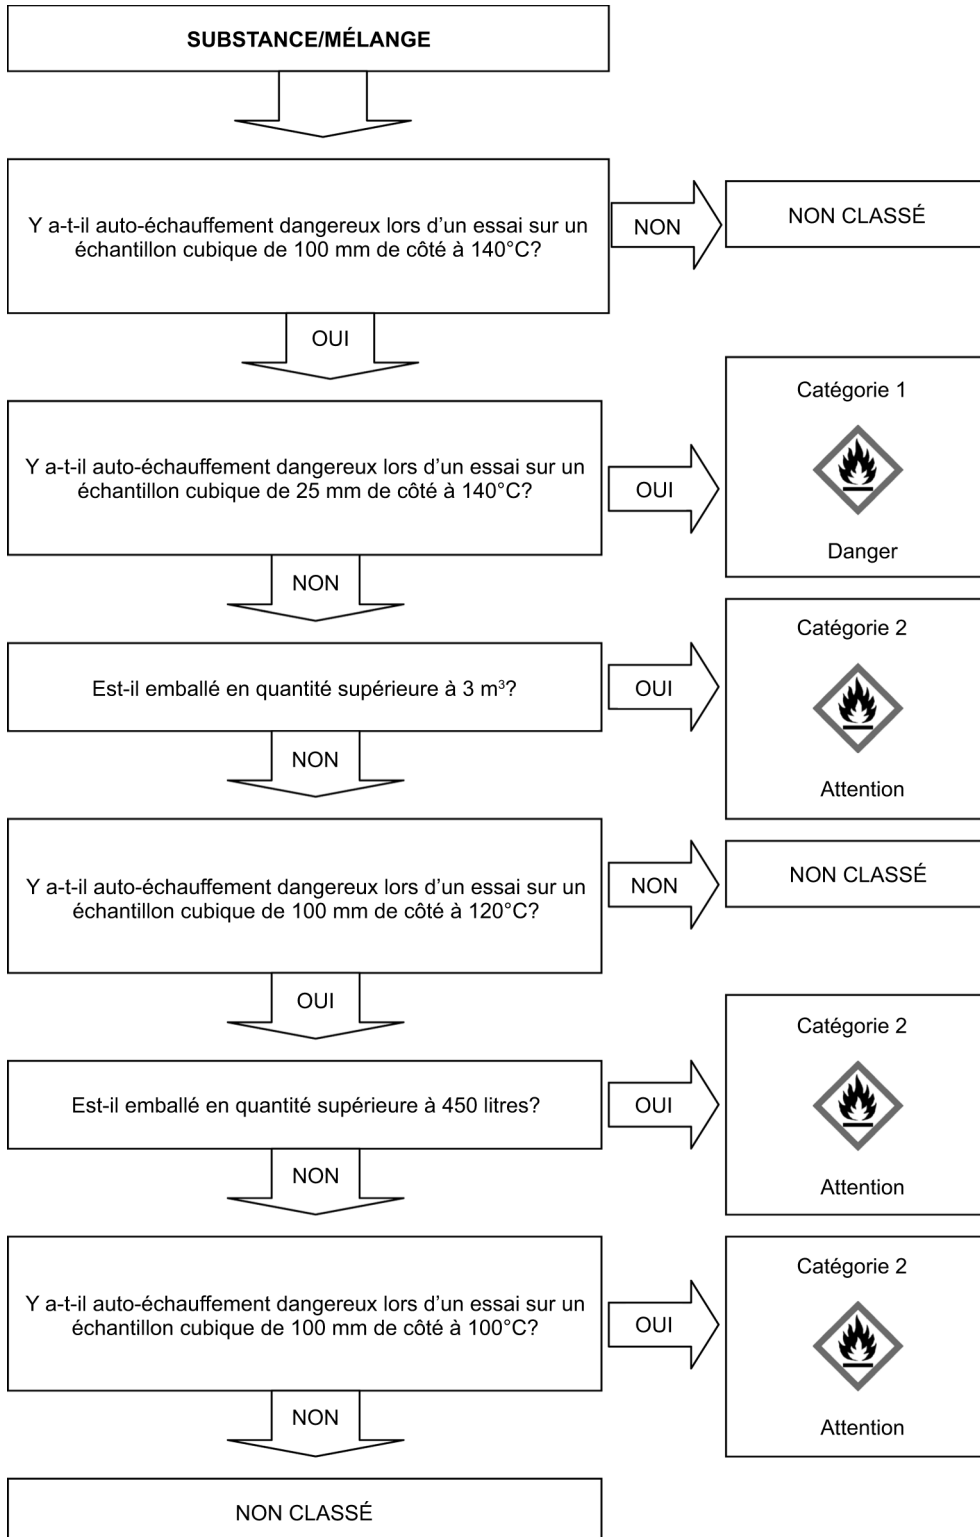 SUBSTANCE/MÉLANGE
Y a-t-il auto-échauffement dangereux lors d'un essai sur un
échantillon cubique de 100 mm de côté à 140°C?
NON
NON CLASSÉ
OUI
Y a-t-il auto-échauffement dangereux lors d'un essai sur un
échantillon cubique de 25 mm de côté à 140°C?
OUI
Catégorie 1
Danger
NON
Est-il emballé en quantité supérieure à 3 m³?
OUI
Catégorie 2
Attention
NON
Y a-t-il auto-échauffement dangereux lors d'un essai sur un
échantillon cubique de 100 mm de côté à 120°C?
NON
NON CLASSÉ
OUI
Est-il emballé en quantité supérieure à 450 litres?
OUI
Catégorie 2
Attention
NON
Y a-t-il auto-échauffement dangereux lors d'un essai sur un
échantillon cubique de 100 mm de côté à 100°C?
OUI
Catégorie 2
Attention
NON
NON CLASSÉ